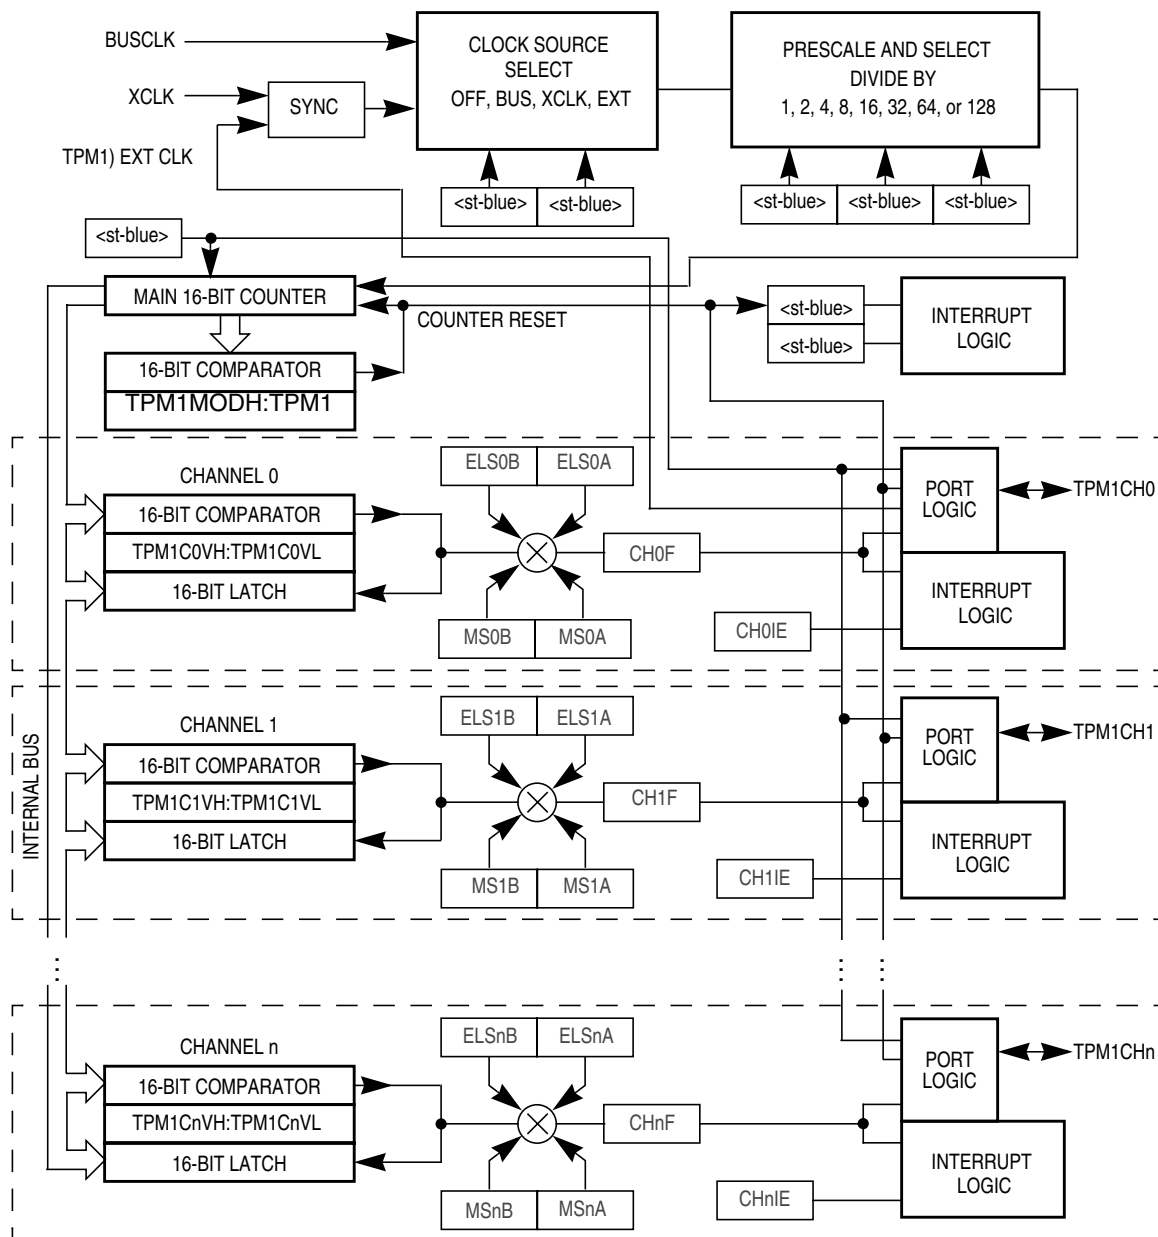 BUSCLK
XCLK
TPM1) EXT CLK
SYNC
CLOCK SOURCE
SELECT
OFF, BUS, XCLK, EXT
PRESCALE AND SELECT
DIVIDE BY
1, 2, 4, 8, 16, 32, 64, or 128
<st-blue>
<st-blue>
<st-blue>
<st-blue>
<st-blue>
<st-blue>
MAIN 16-BIT COUNTER
COUNTER RESET
<st-blue>
<st-blue>
INTERRUPT
LOGIC
16-BIT COMPARATOR
TPM1MODH:TPM1
INTERNAL BUS
CHANNEL 0
16-BIT COMPARATOR
TPM1C0VH:TPM1C0VL
16-BIT LATCH
ELS0B
ELS0A
MS0B
MS0A
CH0F
CH0IE
PORT
LOGIC
INTERRUPT
LOGIC
TPM1CH0
CHANNEL 1
16-BIT COMPARATOR
TPM1C1VH:TPM1C1VL
16-BIT LATCH
ELS1B
ELS1A
MS1B
MS1A
CH1F
CH1IE
PORT
LOGIC
INTERRUPT
LOGIC
TPM1CH1
...
...
...
CHANNEL n
16-BIT COMPARATOR
TPM1CnVH:TPM1CnVL
16-BIT LATCH
ELSnB
ELSnA
MSnB
MSnA
CHnF
CHnIE
PORT
LOGIC
INTERRUPT
LOGIC
TPM1CHn